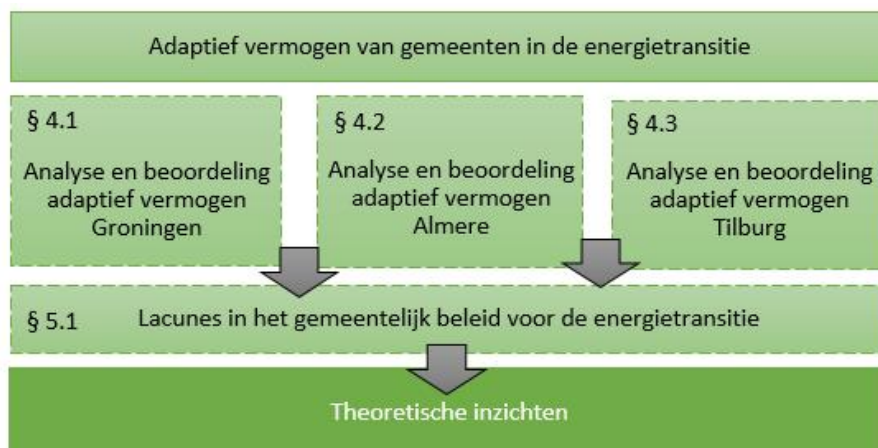 Adaptief vermogen van gemeenten in de energietransitie
§ 4.1
Analyse en beoordeling
adaptief vermogen
Groningen
§ 4.2
Analyse en beoordeling
adaptief vermogen
Almere
§ 4.3
Analyse en beoordeling
adaptief vermogen
Tilburg
§ 5.1 Lacunes in het gemeentelijk beleid voor de energietransitie
Theoretische inzichten